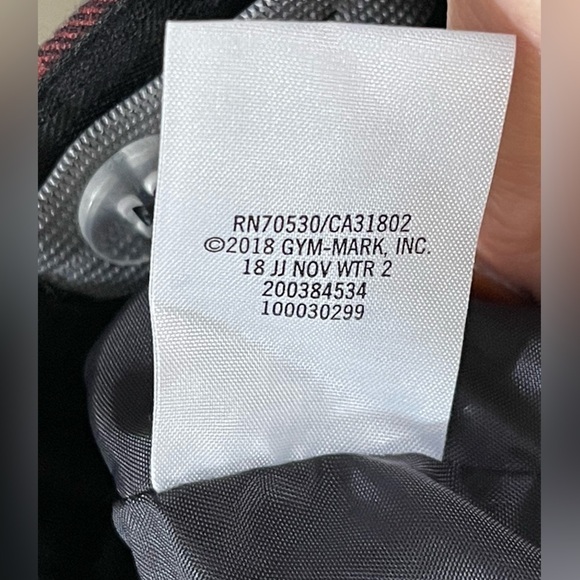 RN70530/CA31802
©2018 GYM-MARK, INC.
18 JJ NOV WTR 2
200384534
100030299